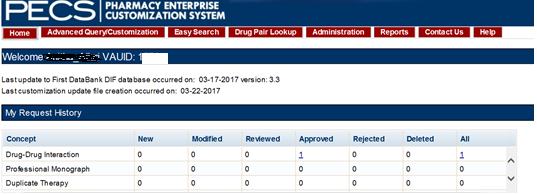 PECS PHARMACY ENTERPRISE
CUSTOMIZATION SYSTEM
Home Advanced Query/Customization Easy Search Drug Pair Lookup Administration Reports Contact Us Help
Welcome VAUID: 1
Last update to First DataBank DIF database occurred on: 03-17-2017 version: 3.3
Last customization update file creation occurred on: 03-22-2017
My Request History
Concept New Modified Reviewed Approved Rejected Deleted All
Drug-Drug Interaction 0 0 0 1 0 0 1
Professional Monograph 0 0 0 0 0 0 0
Duplicate Therapy 0 0 0 0 0 0 0